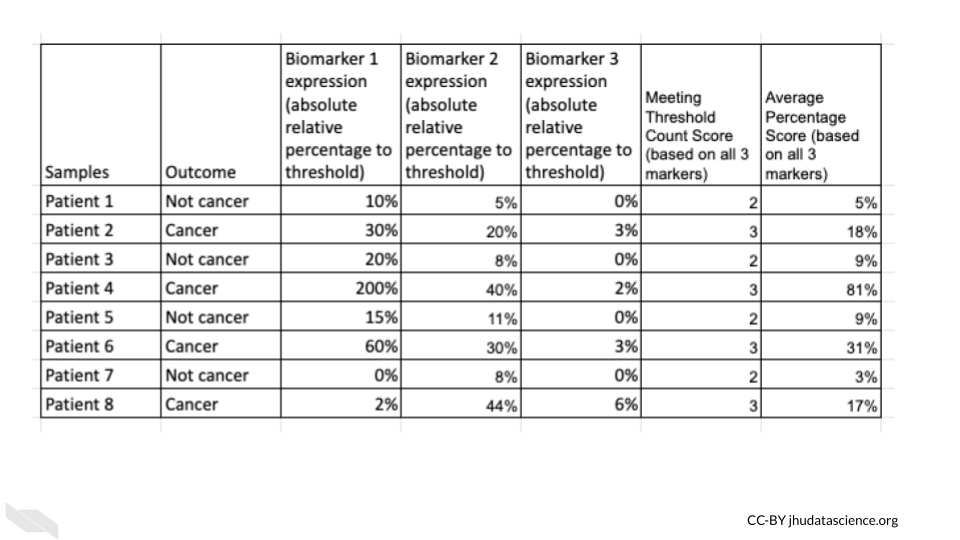 Samples Outcome Biomarker 1 expression (absolute relative percentage to threshold) Biomarker 2 expression (absolute relative percentage to threshold) Biomarker 3 expression (absolute relative percentage to threshold) Meeting Threshold Count Score (based on all 3 markers) Average Percentage Score (based on all 3 markers)
Patient 1 Not cancer 10% 5% 0% 2 5%
Patient 2 Cancer 30% 20% 3% 3 18%
Patient 3 Not cancer 20% 8% 0% 2 9%
Patient 4 Cancer 200% 40% 2% 3 81%
Patient 5 Not cancer 15% 11% 0% 2 9%
Patient 6 Cancer 60% 30% 3% 3 31%
Patient 7 Not cancer 0% 8% 0% 2 3%
Patient 8 Cancer 2% 44% 6% 3 17%
CC-BY jhudatascience.org